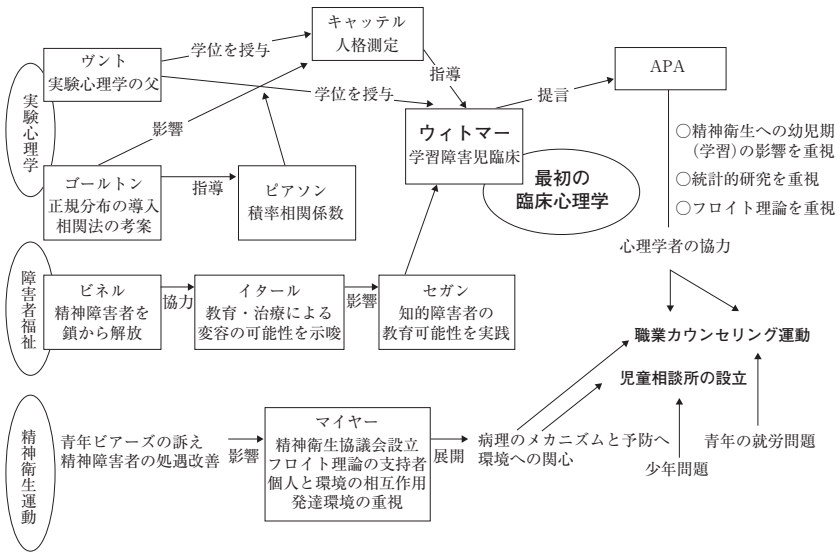 実験心理学
ヴント
実験心理学の父
学位を授与
キャッテル
人格測定
学位を授与
指導
影響
ゴールトン
正規分布の導入
相関法の考案
指導
ピアソン
積率相関係数
ウィトマー
学習障害児臨床
最初の
臨床心理学
提言
APA
○精神衛生への幼児期
(学習)の影響を重視
○統計的研究を重視
○フロイト理論を重視
心理学者の協力
障害者福祉
ビネル
精神障害者を
鎖から解放
協力
イタール
教育・治療による
変容の可能性を示唆
影響
セガン
知的障害者の
教育可能性を実践
職業カウンセリング運動
児童相談所の設立
精神衛生運動
青年ビアーズの訴え
精神障害者の処遇改善
影響
マイヤー
精神衛生協議会設立
フロイト理論の支持者
個人と環境の相互作用
発達環境の重視
展開
病理のメカニズムと予防へ
環境への関心
少年問題
青年の就労問題